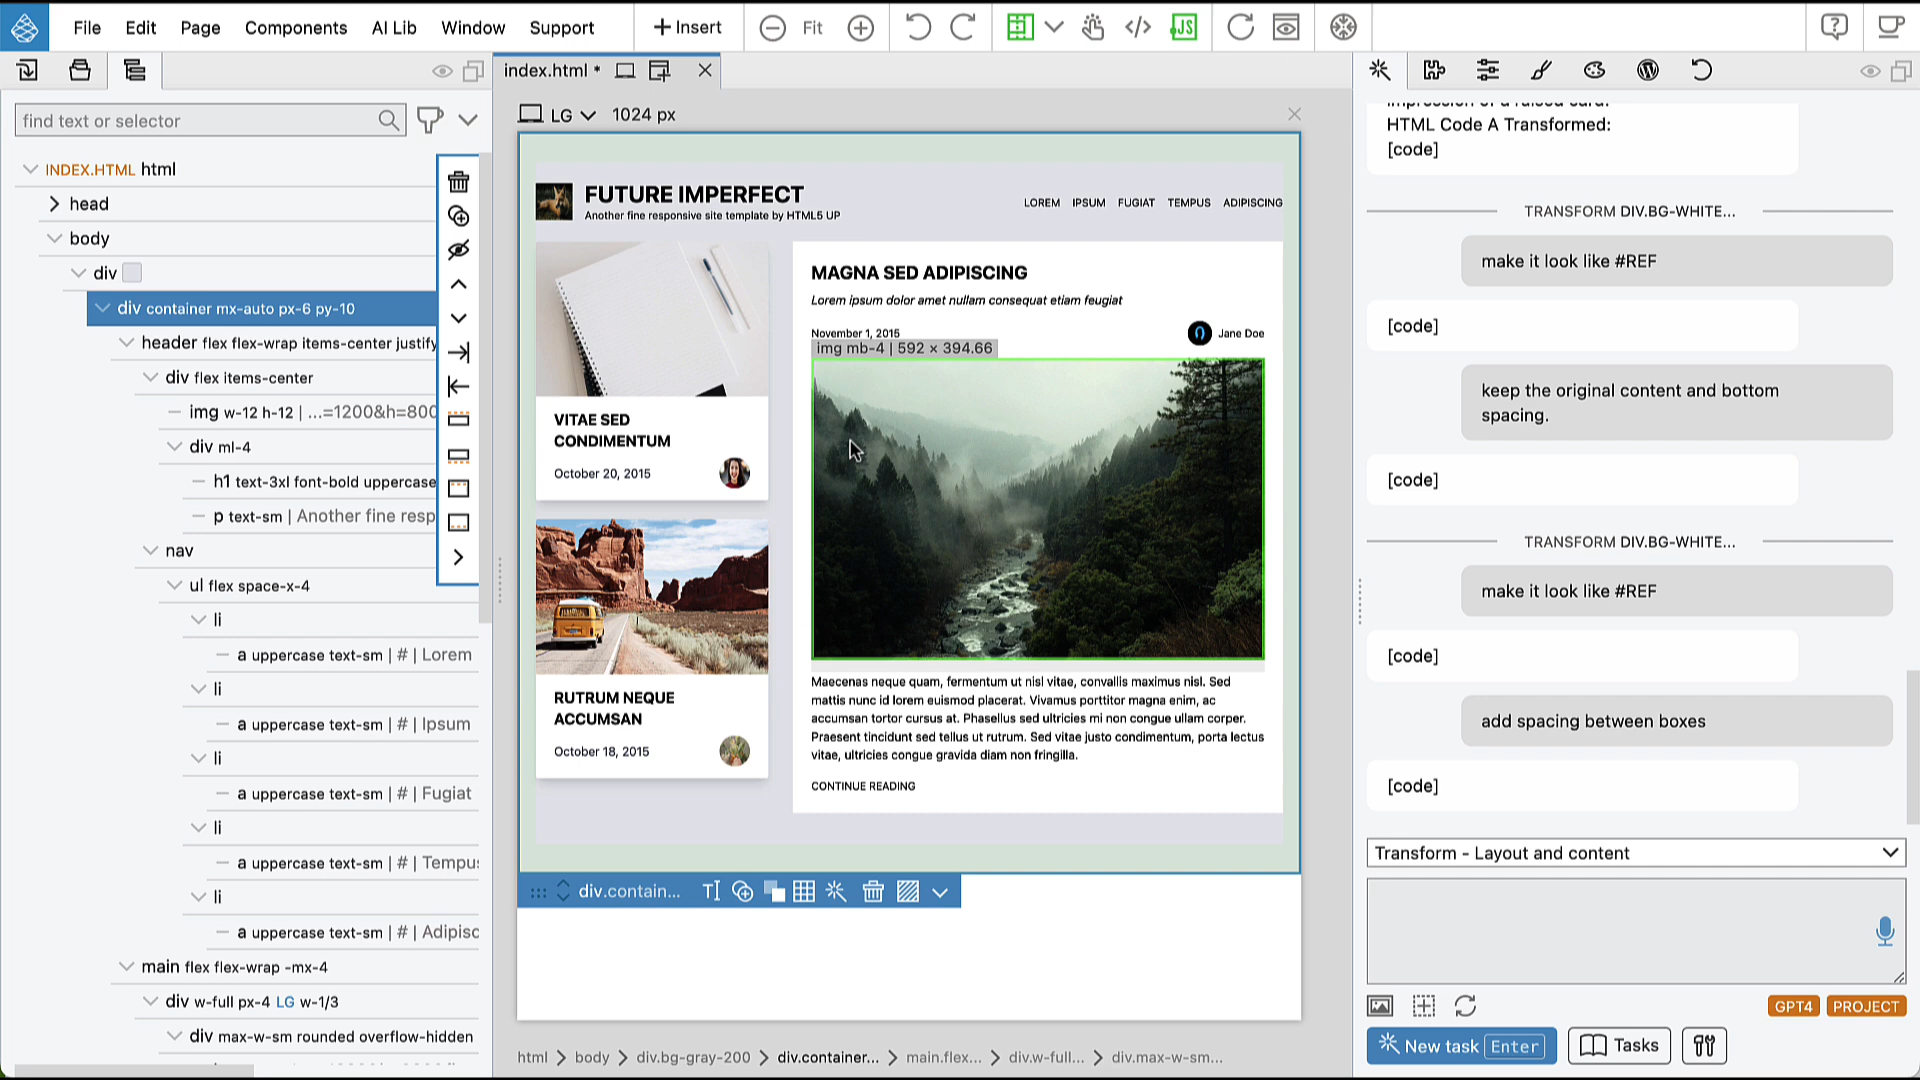 File Edit Page Components AI Lib Window Support + Insert Fit JS
index.html *
find text or selector
LG 1024 px
INDEX.HTML html
head
body
div
div container mx-auto px-6 py-10
header flex flex-wrap items-center justify
div flex items-center
img w-12 h-12 | ...=1200&h=800
div ml-4
h1 text-3xl font-bold uppercase
p text-sm | Another fine resp
nav
ul flex space-x-4
li
a uppercase text-sm | # | Lorem
li
a uppercase text-sm | # | Ipsum
li
a uppercase text-sm | # | Fugiat
li
a uppercase text-sm | # | Tempus
li
a uppercase text-sm | # | Adipisc
main flex flex-wrap -mx-4
div w-full px-4 LG w-1/3
div max-w-sm rounded overflow-hidden
FUTURE IMPERFECT
Another fine responsive site template by HTML5 UP
LOREM IPSUM FUGIAT TEMPUS ADIPISCING
VITAE SED
CONDIMENTUM
October 20, 2015
RUTRUM NEQUE
ACCUMSAN
October 18, 2015
MAGNA SED ADIPISCING
Lorem ipsum dolor amet nullam consequat etiam feugiat
November 1, 2015 Jane Doe
img mb-4 | 592 × 394.66
Maecenas neque quam, fermentum ut nisl vitae, convallis maximus nisl. Sed
mattis nunc id lorem euismod placerat. Vivamus porttitor magna enim, ac
accumsan tortor cursus at. Phasellus sed ultricies mi non congue ullam corper.
Praesent tincidunt sed tellus ut rutrum. Sed vitae justo condimentum, porta lectus
vitae, ultricies congue gravida diam non fringilla.
CONTINUE READING
div.contain...
html > body > div.bg-gray-200 > div.container... > main.flex... > div.w-full... > div.max-w-sm...
impression of a raised card.
HTML Code A Transformed:
[code]
TRANSFORM DIV.BG-WHITE...
make it look like #REF
[code]
keep the original content and bottom
spacing.
[code]
TRANSFORM DIV.BG-WHITE...
make it look like #REF
[code]
add spacing between boxes
[code]
Transform - Layout and content
GPT4 PROJECT
New task Enter Tasks